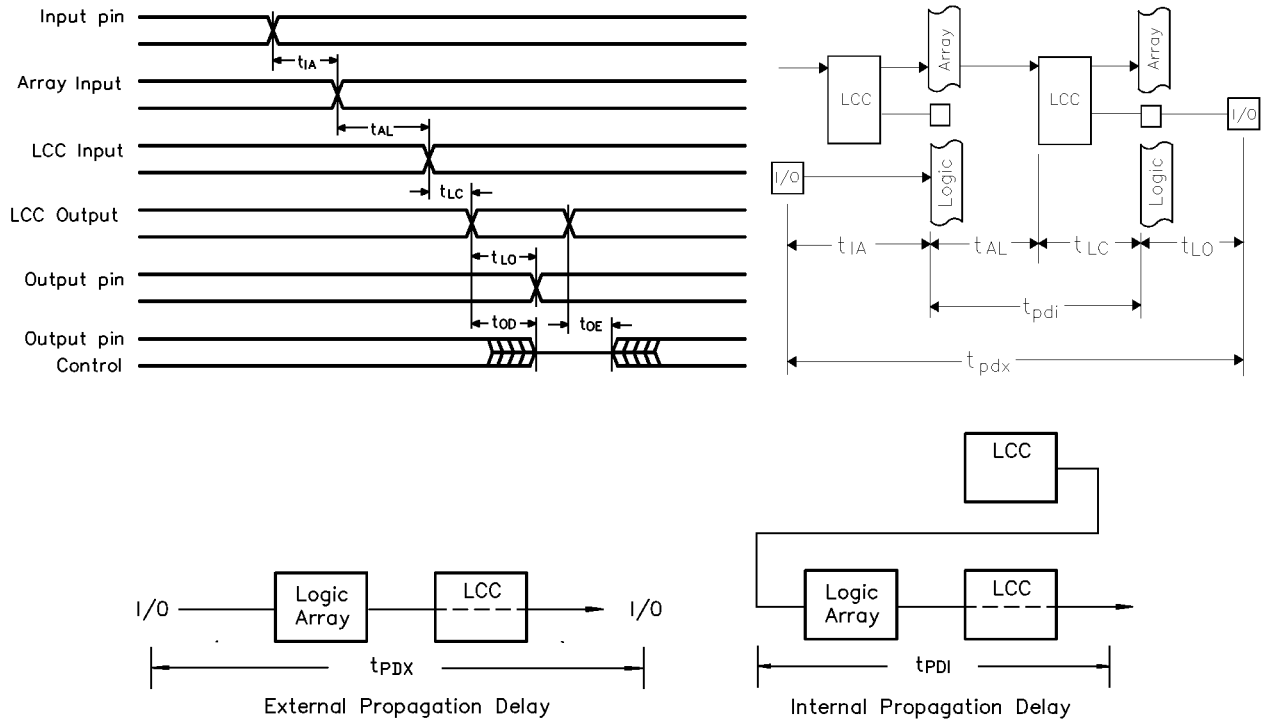 Input pin
tIA
Array Input
tAL
LCC Input
tLC
LCC Output
tLO
Output pin
tOD
tOE
Output pin
Control
Array
Array
LCC
LCC
I/O
I/O
Logic
Logic
tIA
tAL
tLC
tLO
tpdi
tpdx
I/O
Logic
Array
LCC
I/O
tPDX
External Propagation Delay
LCC
Logic
Array
LCC
tPDI
Internal Propagation Delay